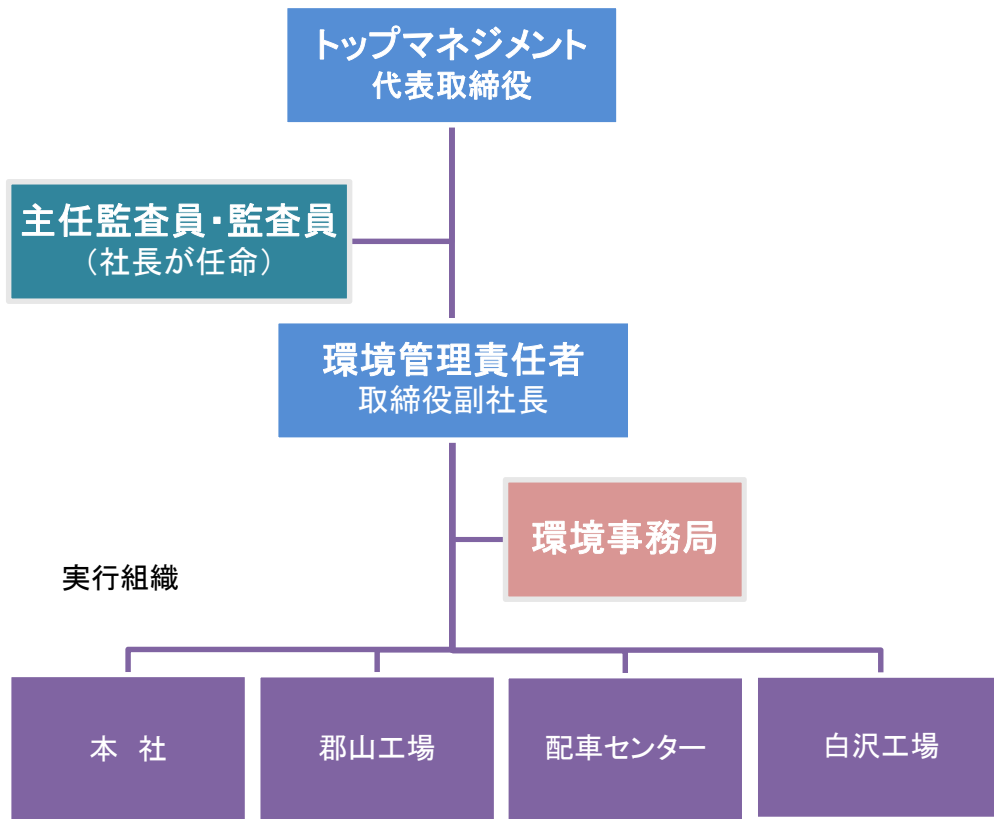 トップマネジメント
代表取締役
主任監査員・監査員
（社長が任命）
環境管理責任者
取締役副社長
環境事務局
実行組織
本　社
郡山工場
配車センター
白沢工場